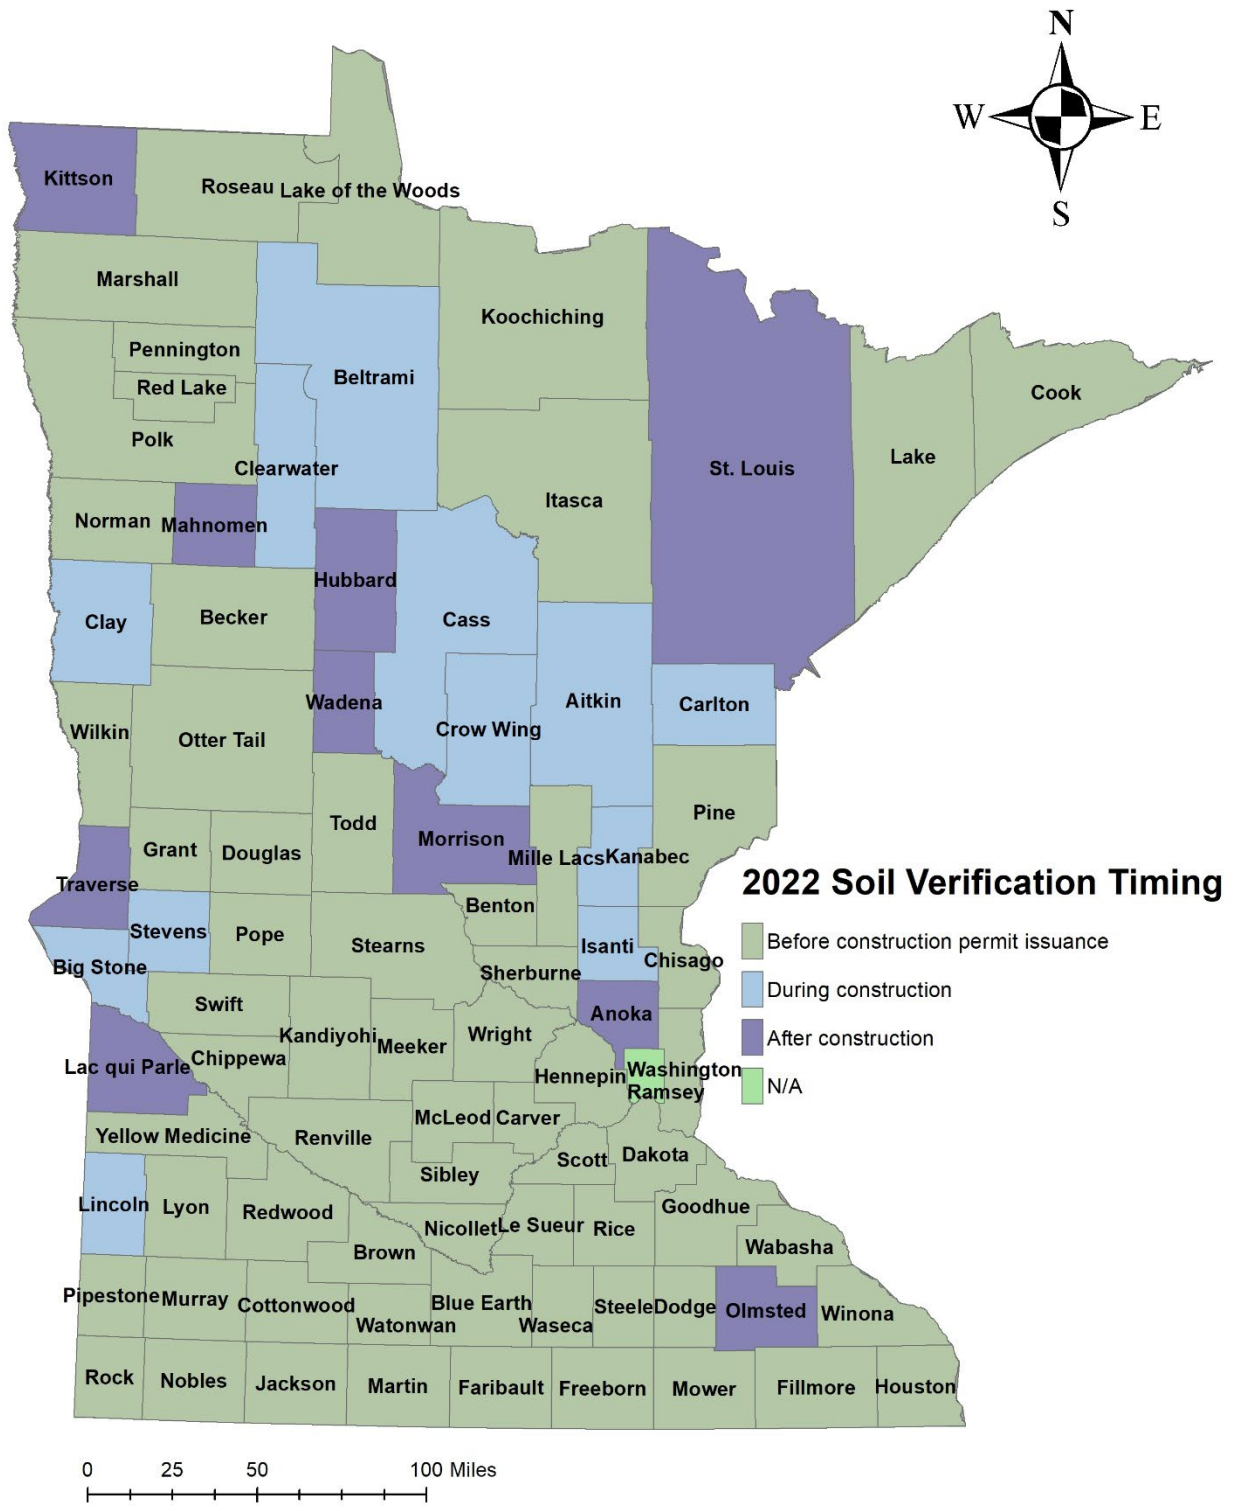 N
W E
S
Kittson
Roseau Lake of the Woods
Marshall
Koochiching
Pennington
Beltrami
Red Lake
Cook
Polk
Lake
Clearwater St. Louis
Itasca
Norman Mahnomen
Hubbard
Becker Cass
Clay
Aitkin
Wadena Carlton
Wilkin Crow Wing
Otter Tail
Pine
Todd
Morrison
Grant Douglas Mille Lacs Kanabec
2022 Soil Verification Timing
Traverse
Benton
Stevens Pope Before construction permit issuance
Stearns Isanti
Big Stone Sherburne Chisago
During construction
Swift
Anoka
Kandiyohi Wright After construction
Meeker
Chippewa
Lac qui Parle Washington
Hennepin N/A
Ramsey
McLeod Carver
Yellow Medicine Renville
Scott Dakota
Sibley
Lincoln Lyon Goodhue
Redwood
Nicollet Le Sueur Rice
Brown Wabasha
Pipestone Murray Cottonwood Blue Earth Steele Dodge Olmsted Winona
Watonwan Waseca
Rock Nobles Jackson Martin Faribault Freeborn Mower Fillmore Houston
0 25 50 100 Miles